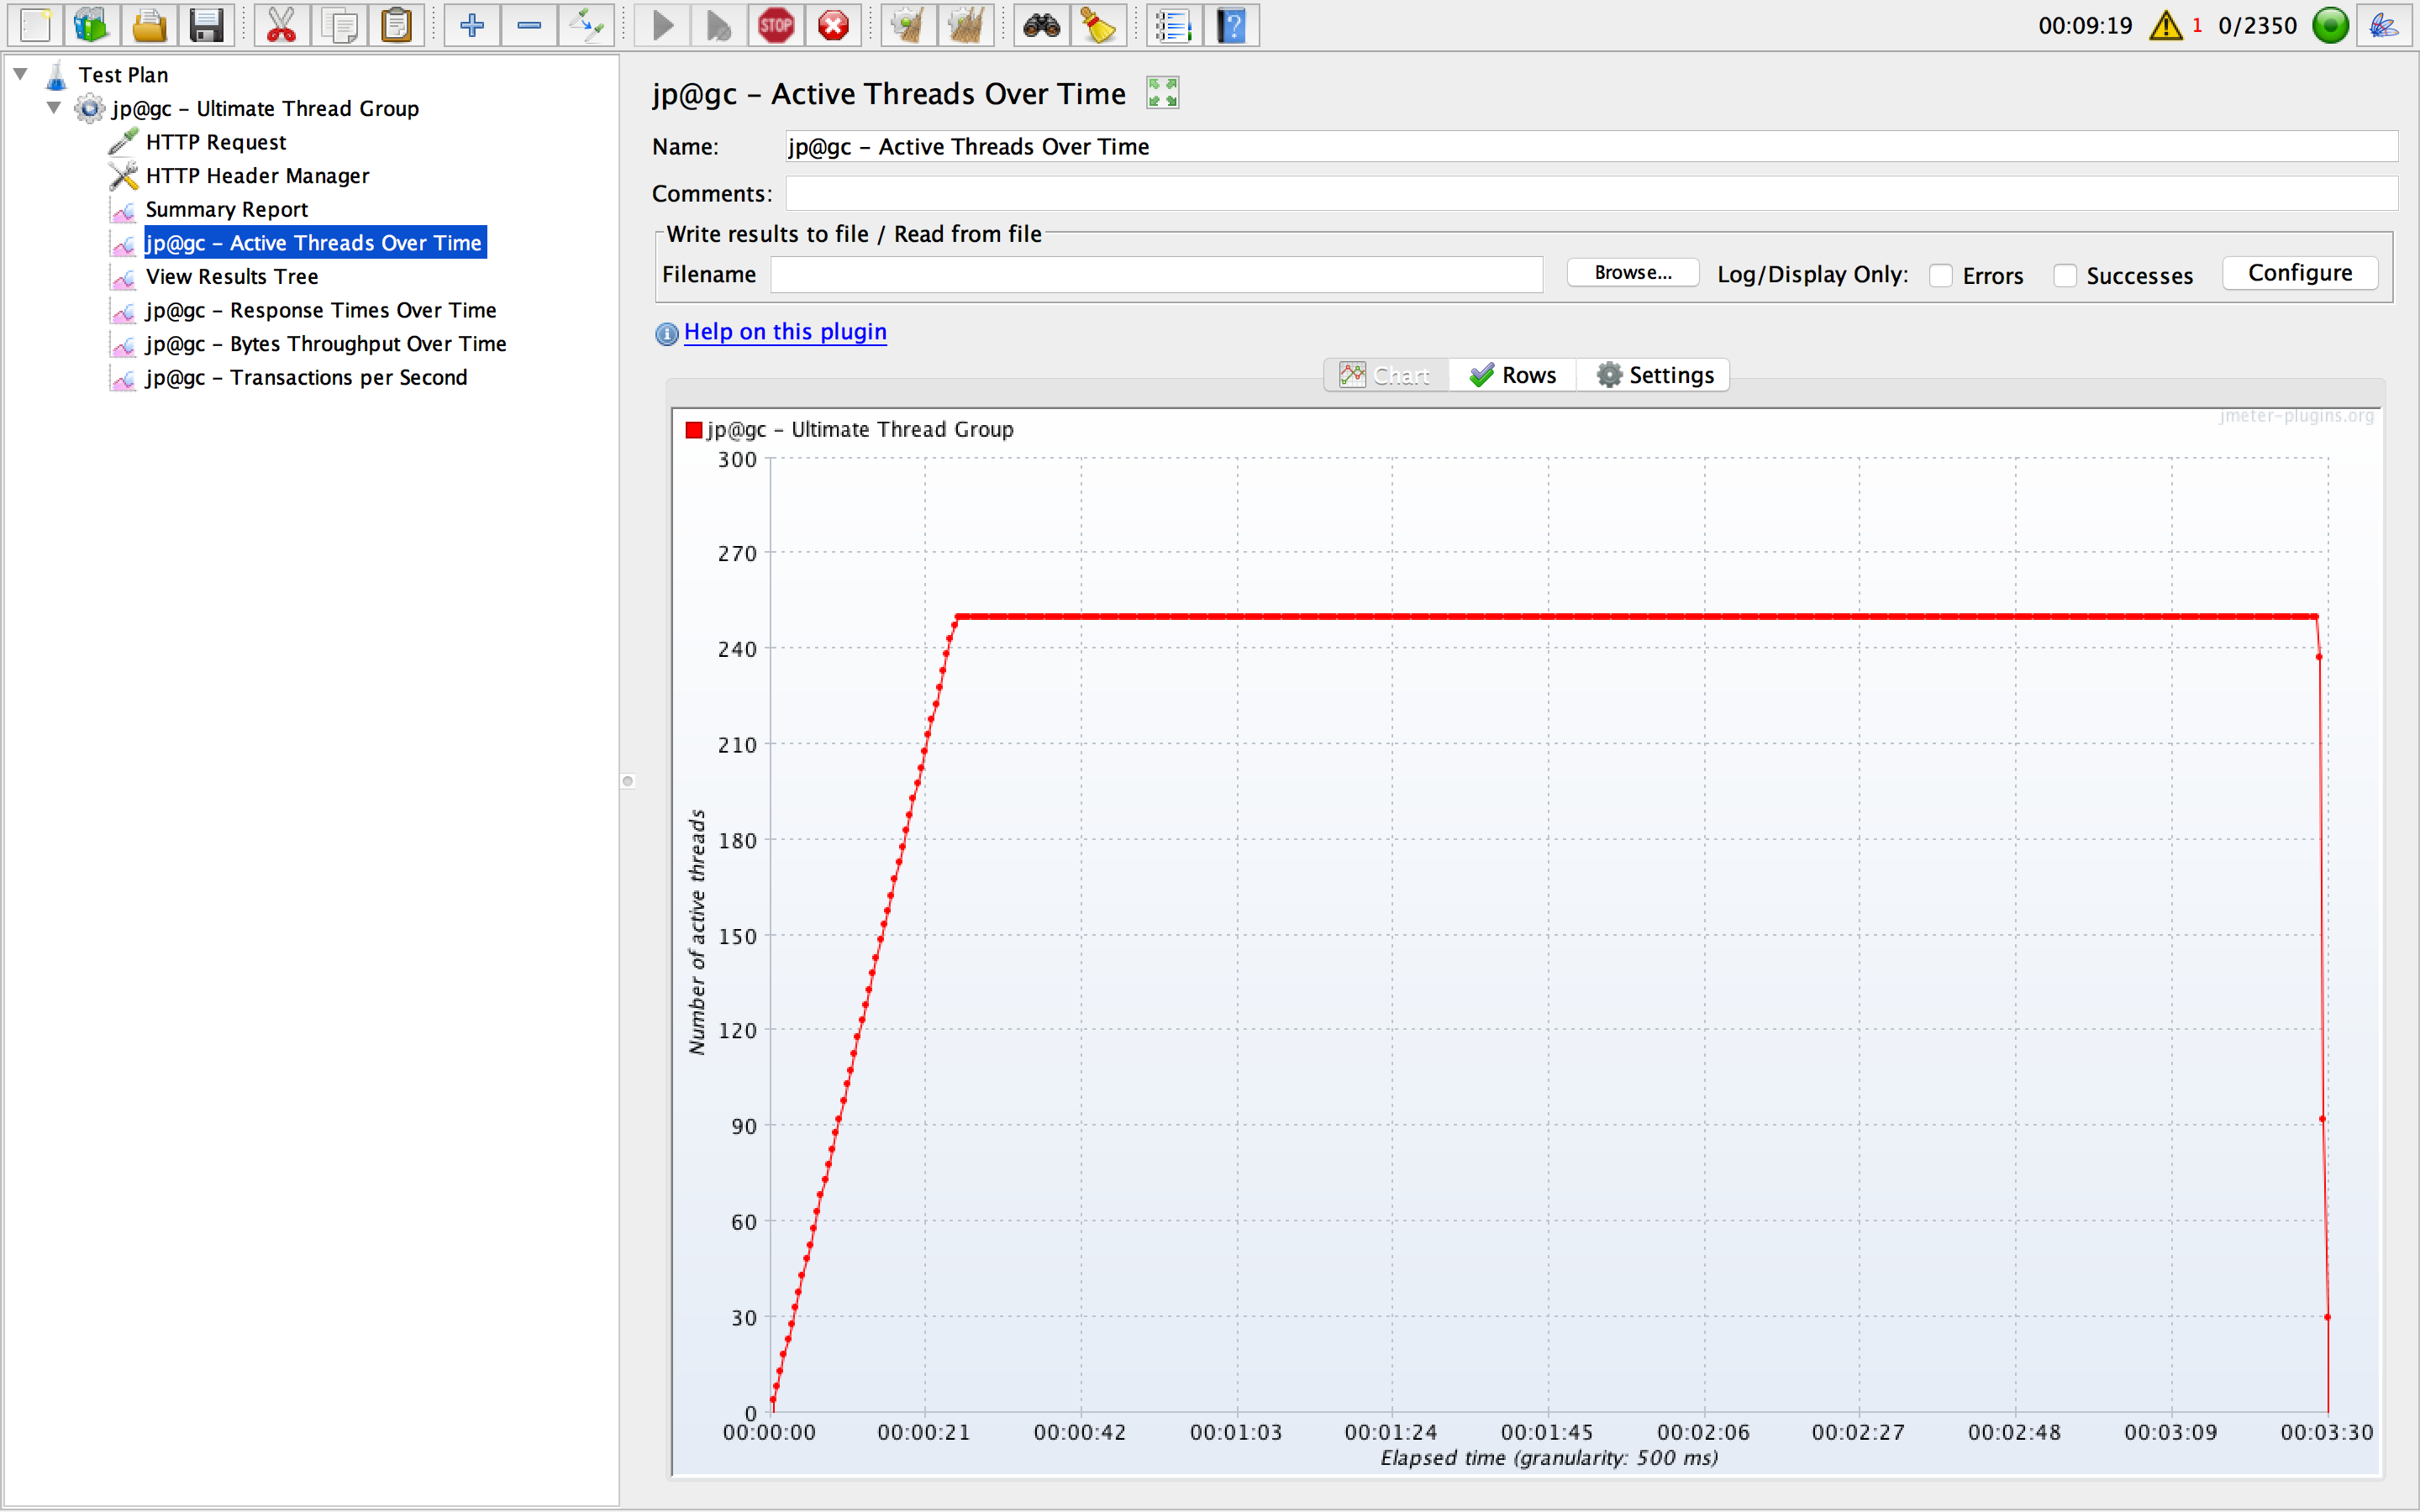 STOP
00:09:19 1 0/2350
Test Plan
jp@gc – Ultimate Thread Group
HTTP Request
HTTP Header Manager
Summary Report
jp@gc – Active Threads Over Time
View Results Tree
jp@gc – Response Times Over Time
jp@gc – Bytes Throughput Over Time
jp@gc – Transactions per Second
jp@gc – Active Threads Over Time
Name: jp@gc – Active Threads Over Time
Comments:
Write results to file / Read from file
Filename Browse... Log/Display Only: Errors Successes Configure
Help on this plugin
Chart Rows Settings
jmeter-plugins.org
jp@gc – Ultimate Thread Group
300
270
240
210
180
150
120
90
60
30
0
Number of active threads
00:00:00 00:00:21 00:00:42 00:01:03 00:01:24 00:01:45 00:02:06 00:02:27 00:02:48 00:03:09 00:03:30
Elapsed time (granularity: 500 ms)